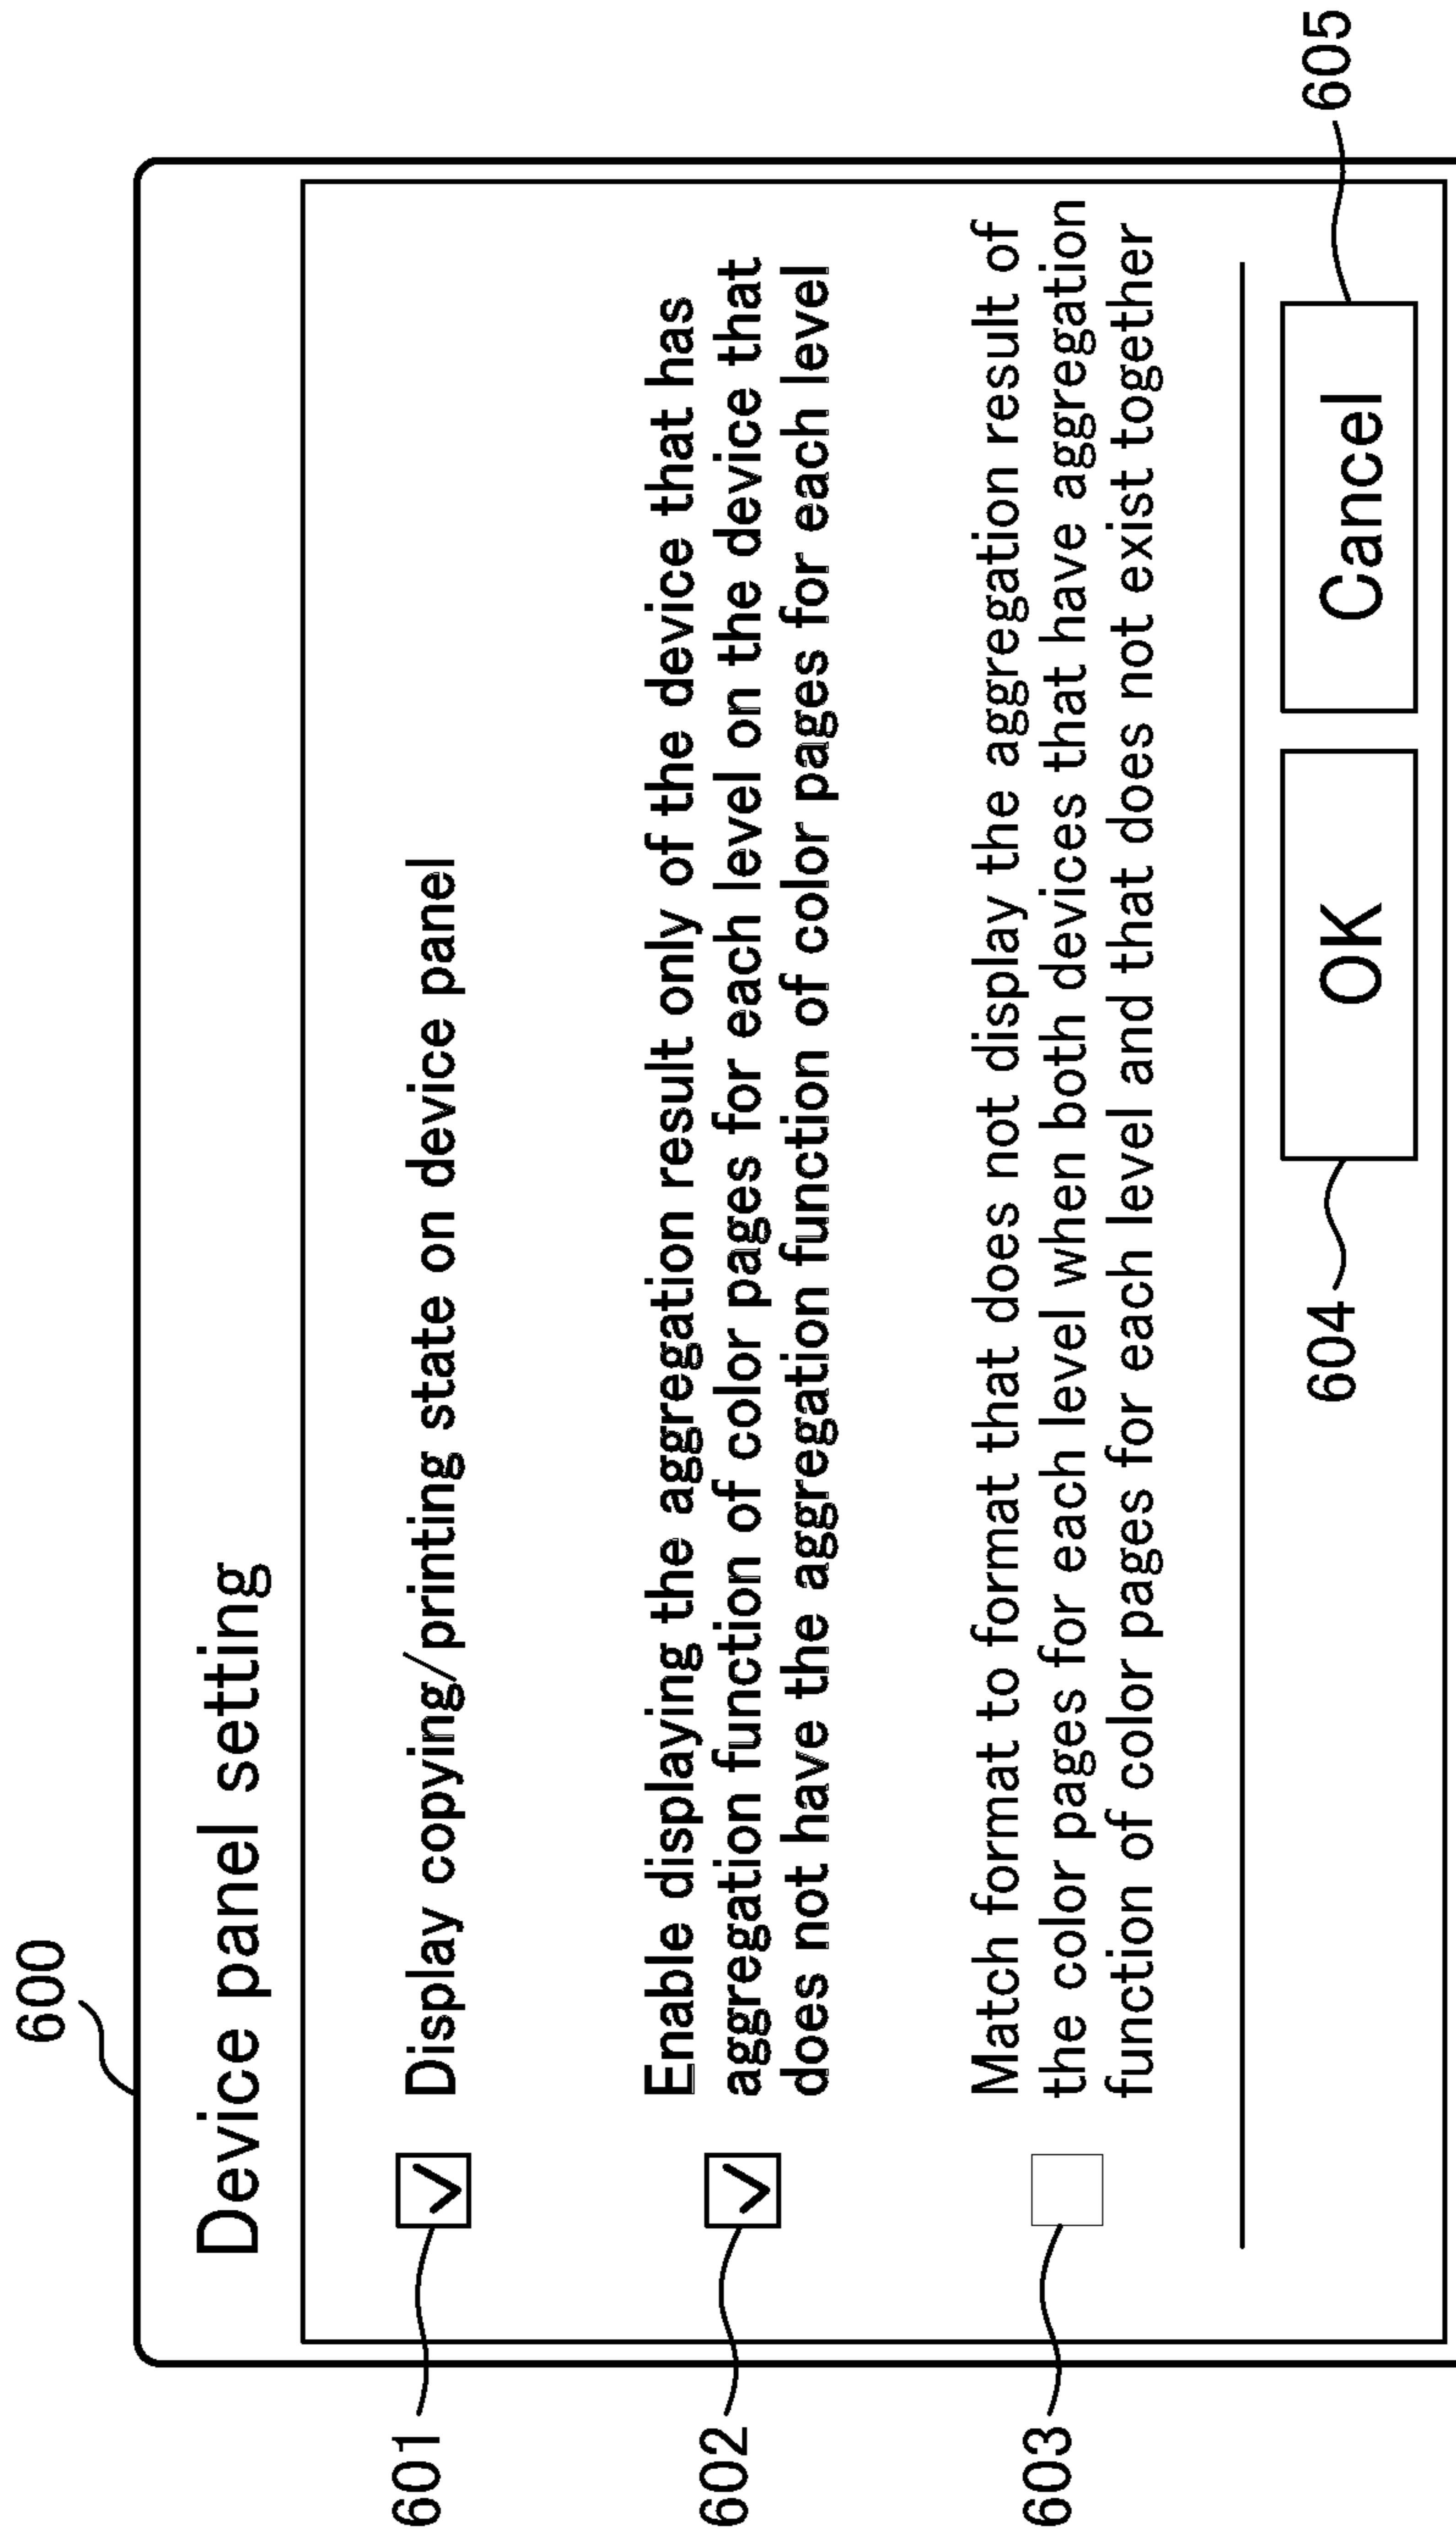 600
Device panel setting
601
Display copying/printing state on device panel
602
Enable displaying the aggregation result only of the device that has
aggregation function of color pages for each level on the device that
does not have the aggregation function of color pages for each level
603
Match format to format that does not display the aggregation result of
the color pages for each level when both devices that have aggregation
function of color pages for each level and that does not exist together
604
OK
Cancel
605